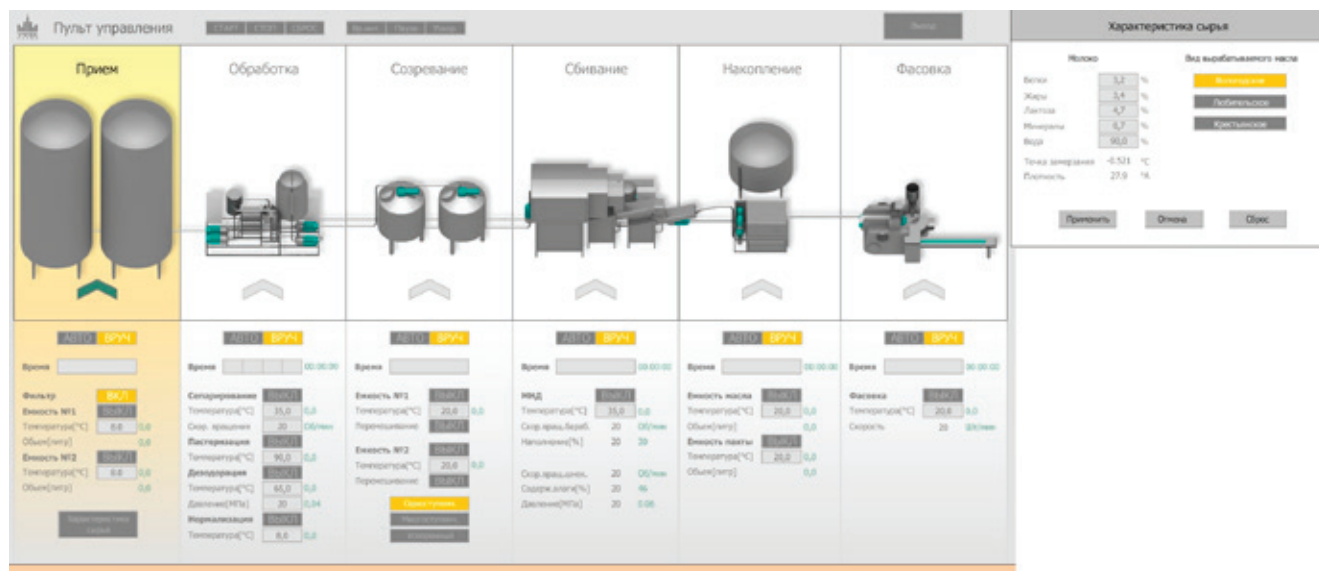 Пульт управления
СТАРТ СТОП СБРОС
Выход
Прием
Обработка
Созревание
Сбивание
Накопление
Фасовка
АВТО ВРУЧ
Время
Фильтр ВКЛ
Емкость №1 ВЫКЛ
Температура[°C] 0.0 0,0
Объем[литр] 0,0
Емкость №2 ВЫКЛ
Температура[°C] 0.0 0,0
Объем[литр] 0,0
Характеристика
сырья
АВТО ВРУЧ
Время 00:00:00
Сепарирование ВЫКЛ
Температура[°C] 35,0 0,0
Скор. вращения 20 Об/мин
Пастеризация ВЫКЛ
Температура[°C] 90,0 0,0
Дезодорация ВЫКЛ
Температура[°C] 65,0 0,0
Давление[МПа] 20 0,04
Нормализация ВЫКЛ
Температура[°C] 8,0 0,0
АВТО ВРУЧ
Время
Емкость №1 ВЫКЛ
Температура[°C] 20,0 0,0
Перемешивание ВЫКЛ
Емкость №2 ВЫКЛ
Температура[°C] 20,0 0,0
Перемешивание ВЫКЛ
АВТО ВРУЧ
Время 00:00:00
ВЫКЛ
Температура[°C] 35,0 0,0
Скор.вращ.бараб. 20 Об/мин
Наполнение[%] 20 30
Скор.вращ.шнек. 20 Об/мин
Содерж.влаги[%] 20 46
Давление[МПа] 20 0.06
АВТО ВРУЧ
Время 00:00:00
Емкость масла ВЫКЛ
Температура[°C] 20,0 0,0
Объем[литр] 0,0
Емкость пахты ВЫКЛ
Температура[°C] 20,0 0,0
Объем[литр] 0,0
АВТО ВРУЧ
Время 00:00:00
Фасовка ВЫКЛ
Температура[°C] 20,0 0,0
Скорость 20 Шт/мин
Характеристика сырья
Молоко
Вид вырабатываемого масла
Белки 3,2 %
Вологодское
Жиры 3,4 %
Любительское
Лактоза 4,7 %
Минералы 0,7 %
Крестьянское
Вода 90,0 %
Точка замерзания -0.521 °C
Плотность 27.9 °A
Применить Отмена Сброс